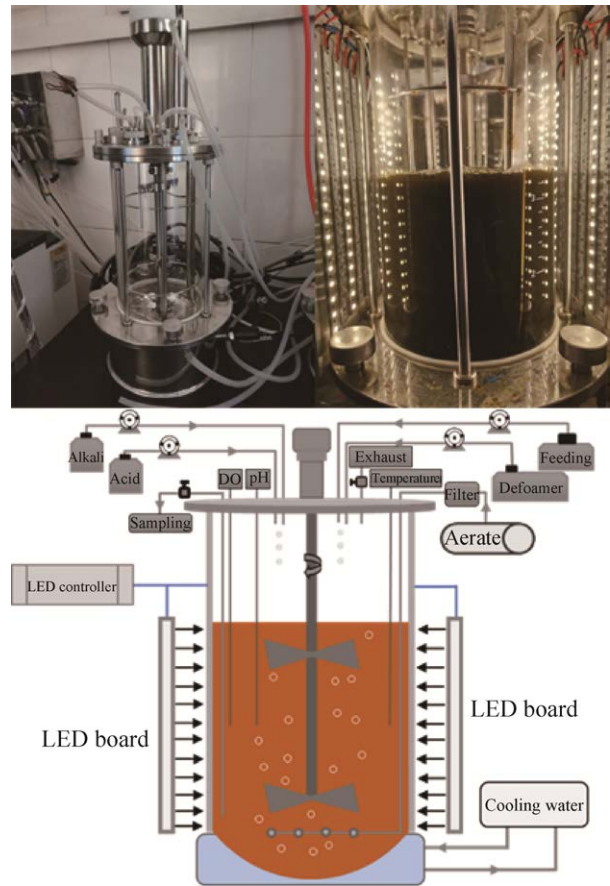 Alkali
Acid
Exhaust
Feeding
DO
pH
Temperature
Defoamer
Filter
Sampling
Aerate
LED controller
LED board
LED board
Cooling water